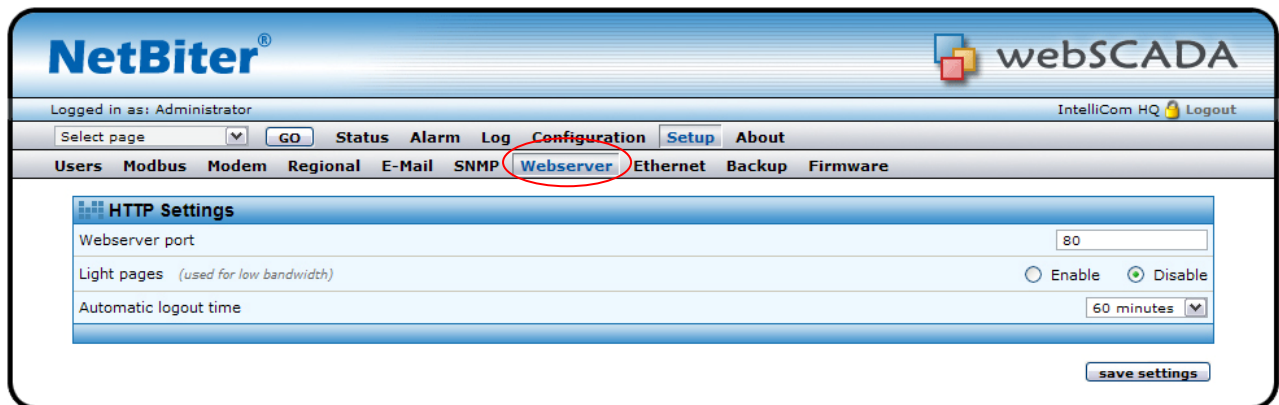 NetBiter®
webSCADA
Logged in as: Administrator
IntelliCom HQ Logout
Select page GO Status Alarm Log Configuration Setup About
Users Modbus Modem Regional E-Mail SNMP Webserver Ethernet Backup Firmware
HTTP Settings
Webserver port 80
Light pages (used for low bandwidth) Enable Disable
Automatic logout time 60 minutes
save settings